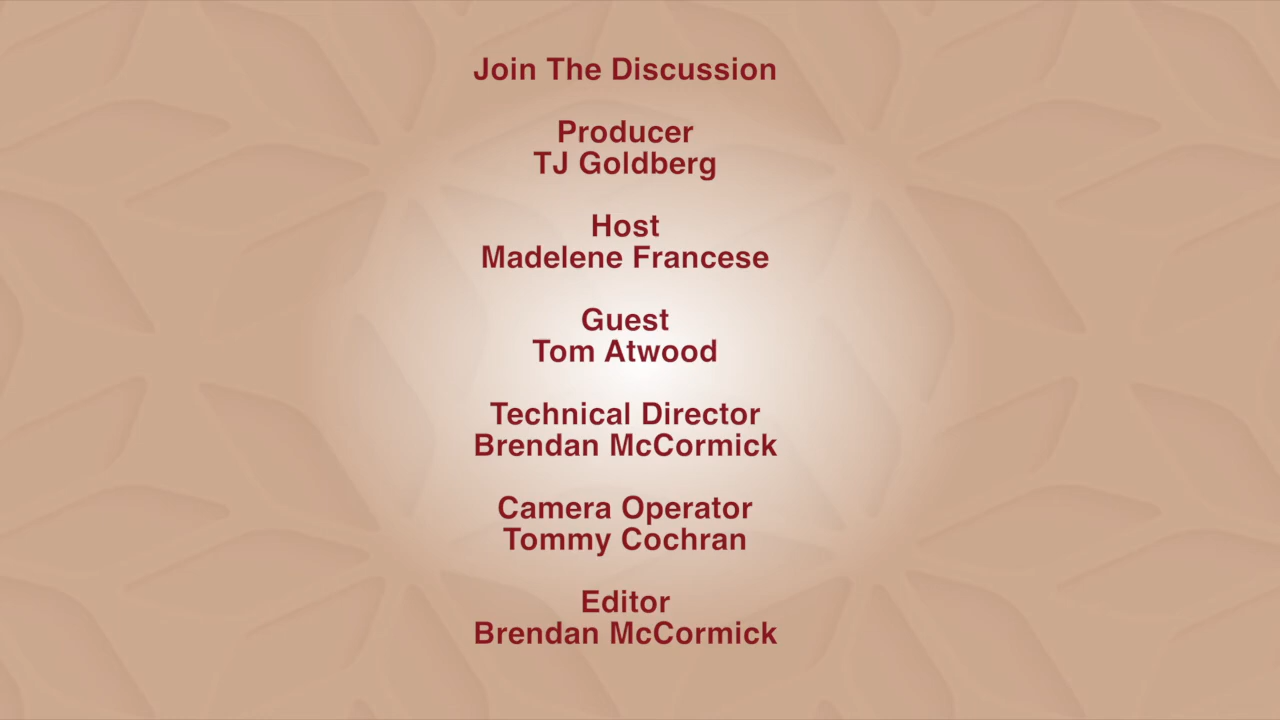 Join The Discussion
Producer
TJ Goldberg
Host
Madelene Francese
Guest
Tom Atwood
Technical Director
Brendan McCormick
Camera Operator
Tommy Cochran
Editor
Brendan McCormick